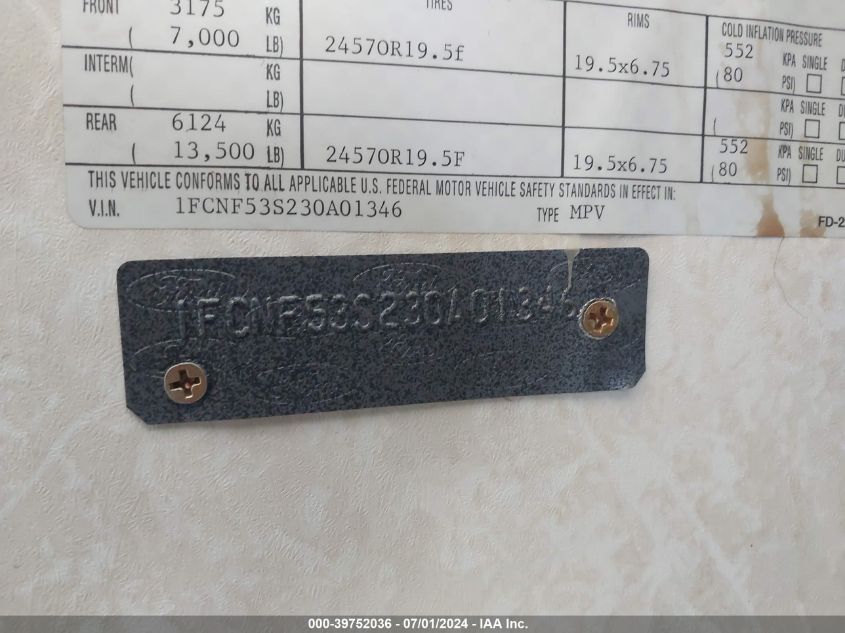 FRONT 3175 KG TIRES RIMS COLD INFLATION PRESSURE
( 7,000 LB) 24570R19.5f 19.5x6.75 552 KPA SINGLE
(80 PSI)
INTERM( KG KPA SINGLE
( LB) ( PSI)
REAR 6124 KG 552 KPA SINGLE
( 13,500 LB) 24570R19.5F 19.5x6.75 (80 PSI)
THIS VEHICLE CONFORMS TO ALL APPLICABLE U.S. FEDERAL MOTOR VEHICLE SAFETY STANDARDS IN EFFECT IN:
V.I.N. 1FCNF53S230A01346 TYPE MPV FD-2
1FCNF53S230A01346
000-39752036 - 07/01/2024 - IAA Inc.